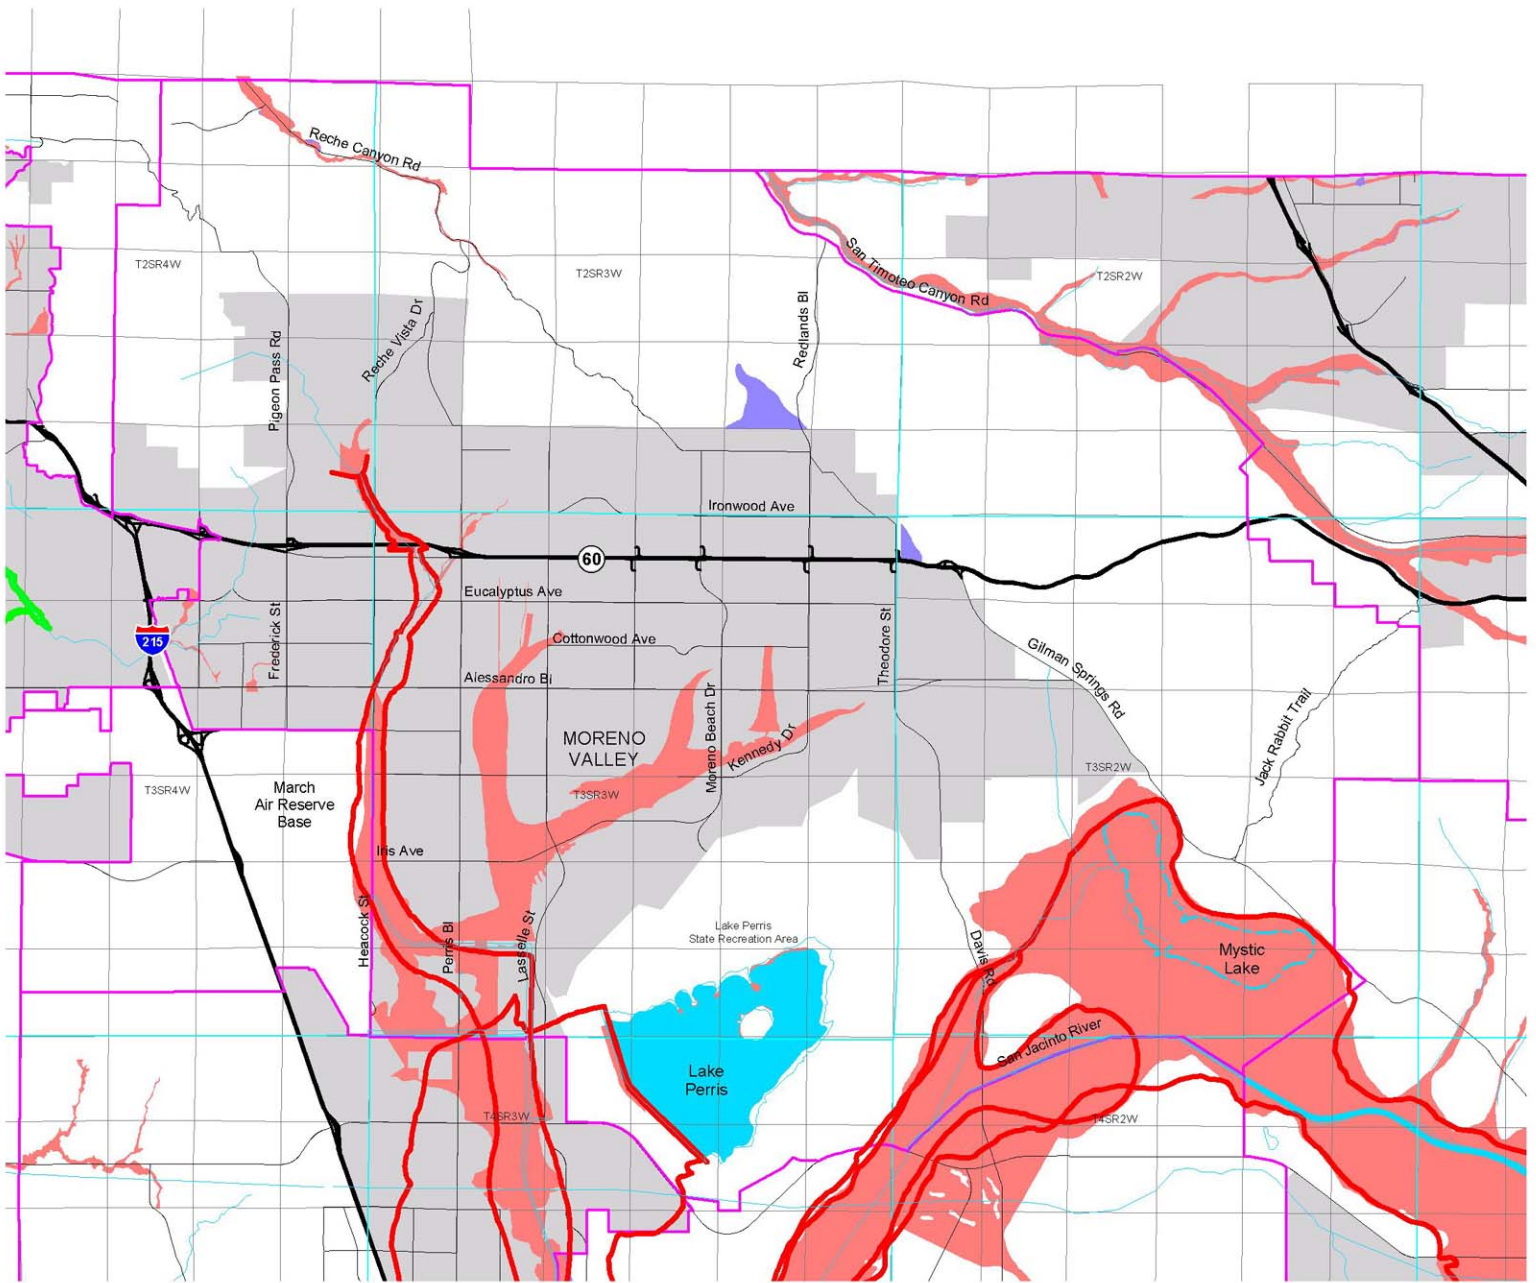 Reche Canyon Rd
T2SR4W
T2SR3W
San Timoteo Canyon Rd
T2SR2W
Pigeon Pass Rd
Reche Vista Dr
Redlands Bl
Ironwood Ave
60
Eucalyptus Ave
215
Frederick St
Cottonwood Ave
Theodore St
Gilman Springs Rd
Alessandro Bl
Moreno Beach Dr
Jack Rabbit Trail
MORENO
VALLEY
Kennedy Dr
T3SR4W
March
Air Reserve
Base
T3SR3W
T3SR2W
Iris Ave
Heacock St
Perris Bl
Lasselle St
Lake Perris
State Recreation Area
Davis Rd
Mystic
Lake
San Jacinto River
Lake
Perris
T4SR3W
T4SR2W